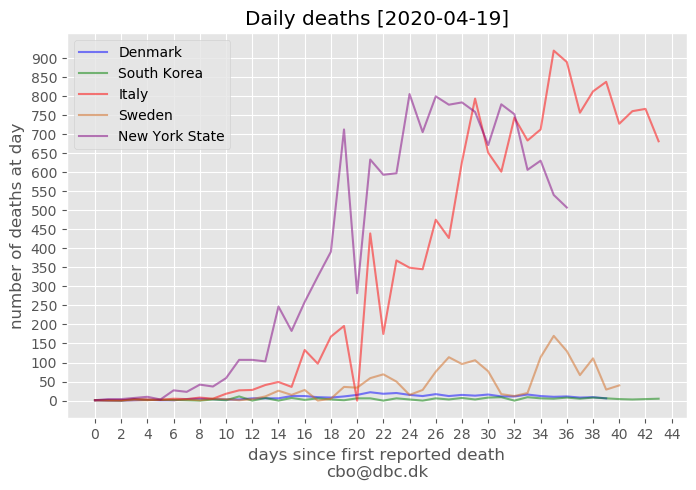 Daily deaths [2020-04-19]
Denmark
South Korea
Italy
Sweden
New York State
number of deaths at day
900
850
800
750
700
650
600
550
500
450
400
350
300
250
200
150
100
50
0
0 2 4 6 8 10 12 14 16 18 20 22 24 26 28 30 32 34 36 38 40 42 44
days since first reported death
cbo@dbc.dk